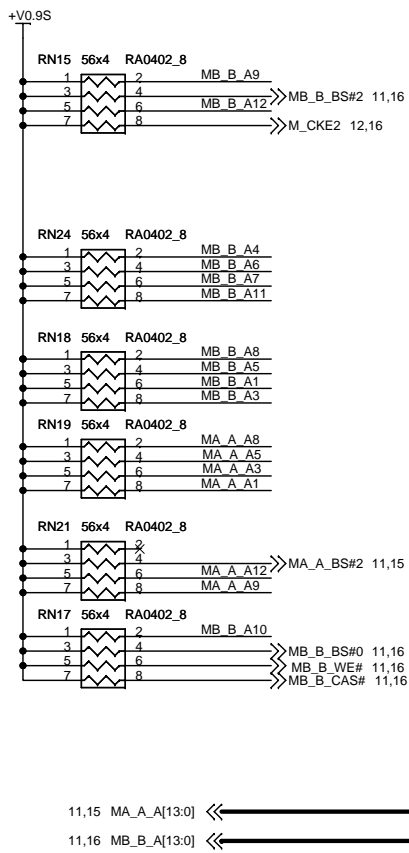 +V0.9S
RN15 56x4 RA0402_8
1 2 MB_B_A9
3 4 MB_B_BS#2 11,16
5 6 MB_B_A12
7 8 M_CKE2 12,16
RN24 56x4 RA0402_8
1 2 MB_B_A4
3 4 MB_B_A6
5 6 MB_B_A7
7 8 MB_B_A11
RN18 56x4 RA0402_8
1 2 MB_B_A8
3 4 MB_B_A5
5 6 MB_B_A1
7 8 MB_B_A3
RN19 56x4 RA0402_8
1 2 MA_A_A8
3 4 MA_A_A5
5 6 MA_A_A3
7 8 MA_A_A1
RN21 56x4 RA0402_8
1 2
3 4 MA_A_BS#2 11,15
5 6 MA_A_A12
7 8 MA_A_A9
RN17 56x4 RA0402_8
1 2 MB_B_A10
3 4 MB_B_BS#0 11,16
5 6 MB_B_WE# 11,16
7 8 MB_B_CAS# 11,16
11,15 MA_A_A[13:0]
11,16 MB_B_A[13:0]